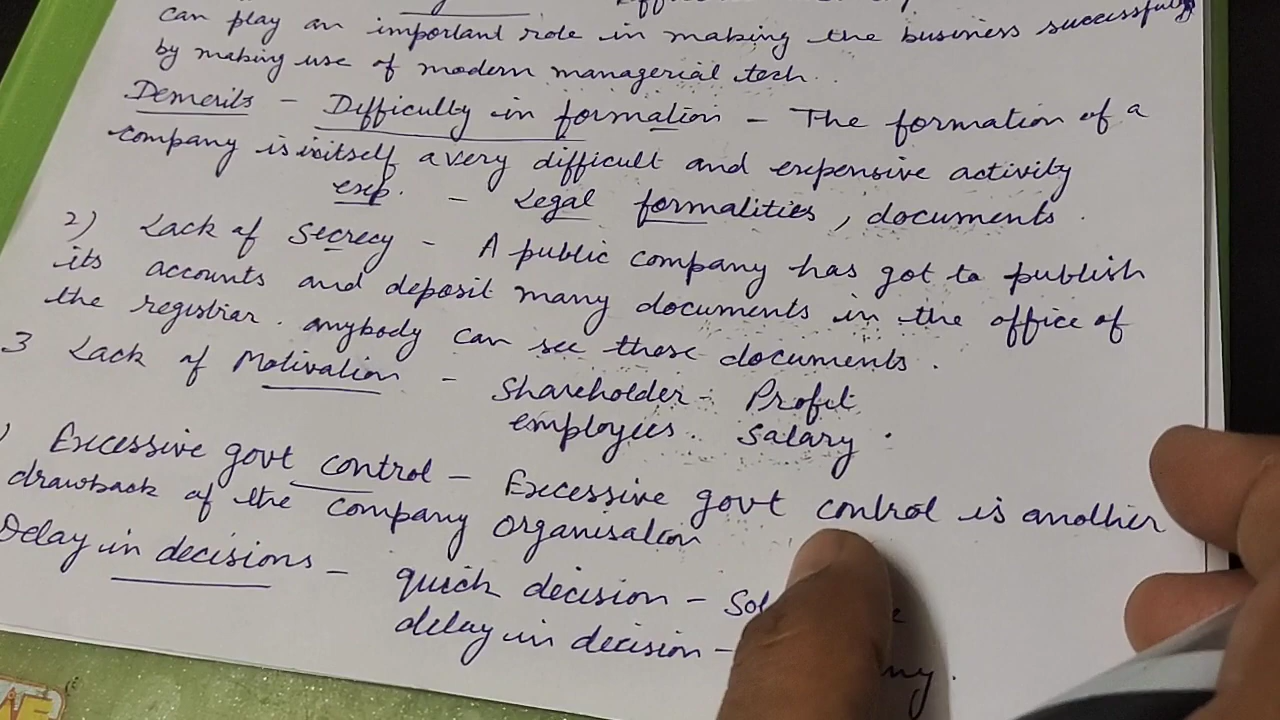 can play an important role in making the business successfully
by making use of modern managerial tech..
Demerits - Difficulty in formation - The formation of a
company is initself a very difficult and expensive activity
exp. - Legal formalities, documents.
2) Lack of Secrecy - A public company has got to publish
its accounts and deposit many documents in the office of
the registrar. anybody can see those documents.
3 Lack of Motivation - Shareholder - Profit
employees. Salary.
) Excessive govt control - Excessive govt control is another
drawback of the company organisation
Delay in decisions - quick decision -
delay in decision -